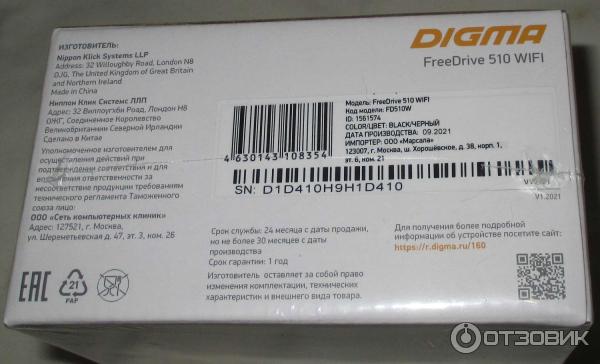 ИЗГОТОВИТЕЛЬ:
Nippon Klick Systems LLP
Address: 32 Willoughby Road, London N8
0JG, The United Kingdom of Great Britain
and Northern Ireland
Made in China
Ниппон Клик Системс ЛЛП
Адрес: 32 Виллоугхби Роад, Лондон Н8
0ЖГ, Соединенное Королевство
Великобритании Северной Ирландии
Сделано в Китае
Уполномоченное изготовителем для
осуществления действий при
подтверждении соответствия и для
возложения ответственности за
несоответствие продукции требованиям
технического регламента Таможенного
союза лицо:
ООО «Сеть компьютерных клиник»
Адрес: 127521, г. Москва,
ул. Шереметьевская д. 47, эт. 3, ком. 26
EAC
21
PAP
DIGMA
FreeDrive 510 WIFI
4 630143 108354
Модель: FreeDrive 510 WIFI
Код модели: FD510W
ID: 1561574
COLOR/ЦВЕТ: BLACK/ЧЕРНЫЙ
ДАТА ПРОИЗВОДСТВА: 09.2021
ИМПОРТЕР: ООО «Марсала»
123007, г. Москва, ш. Хорошёвское, д. 38, корп. 1,
эт. 6, ком. 21
SN: D1D410H9H1D410
V1.2021
Срок службы: 24 месяца с даты продажи,
но не более 30 месяцев с даты
производства
Срок гарантии: 1 год
Изготовитель оставляет за собой право
изменения комплектации, технических
характеристик и внешнего вида товара.
Для получения более подробной
информации об устройстве посетите сайт
https://r.digma.ru/160
ОТЗОВИК